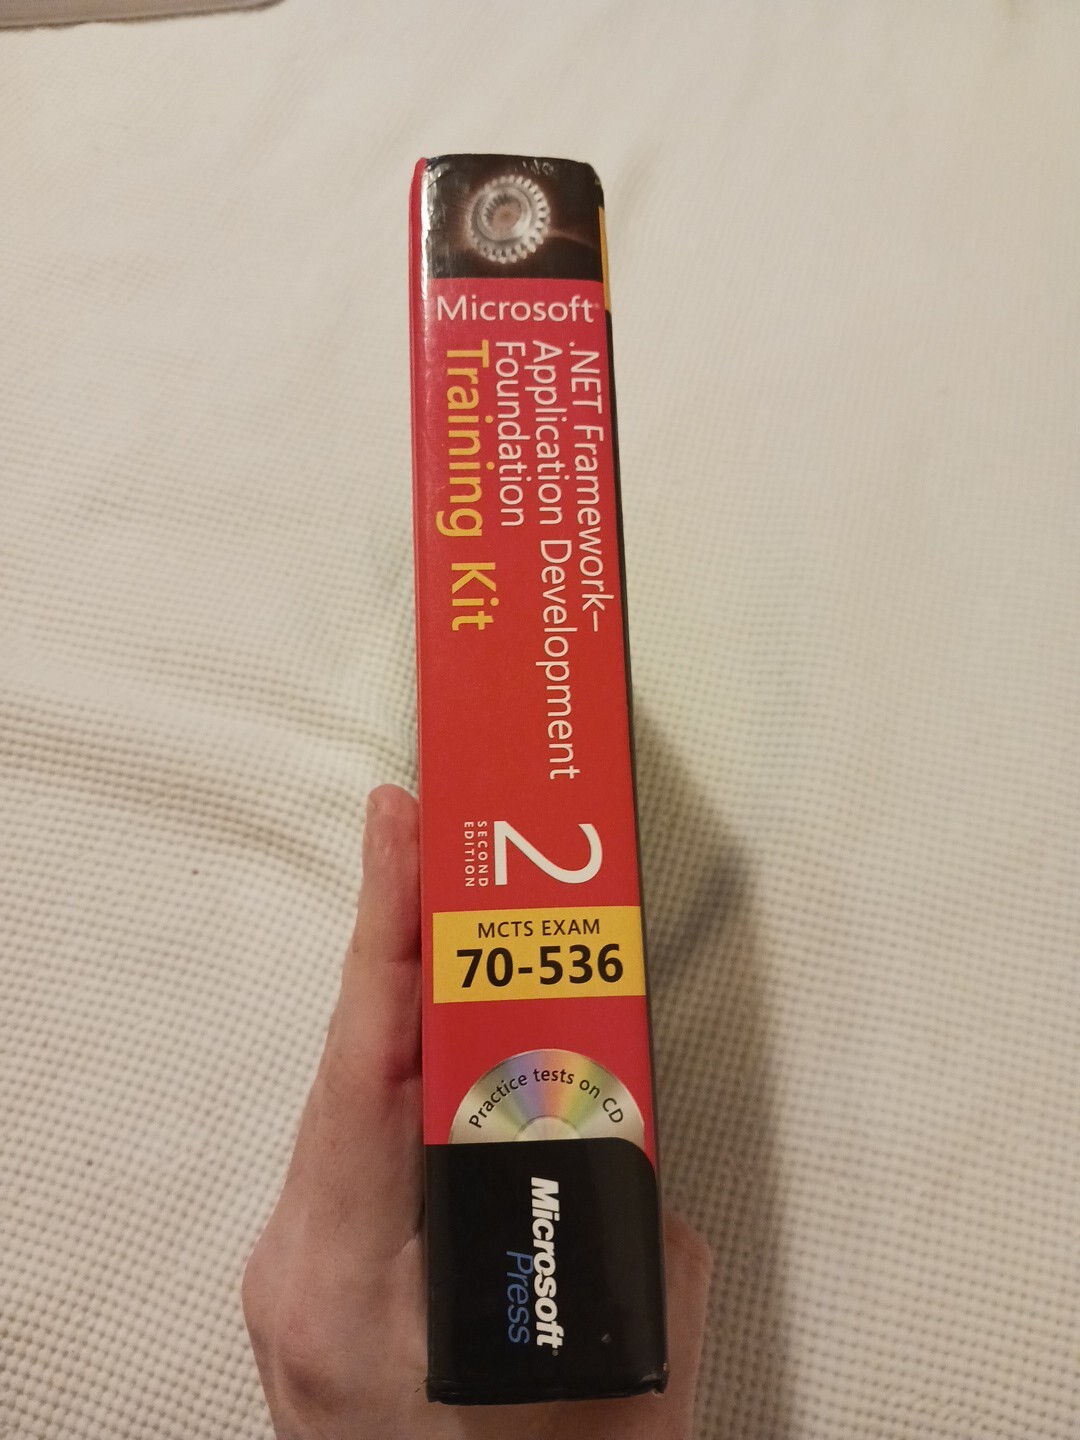 Microsoft®
.NET Framework–
Application Development
Foundation
Training Kit
2
SECOND
EDITION
MCTS EXAM
70-536
Practice tests on CD
Microsoft®
Press